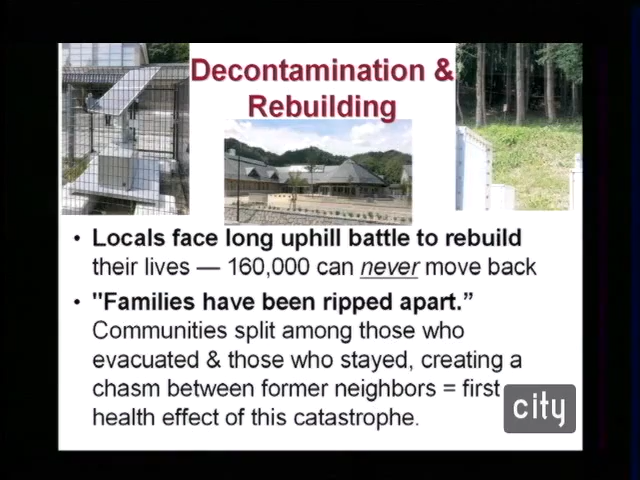 Decontamination &
Rebuilding
• Locals face long uphill battle to rebuild
their lives — 160,000 can never move back
• "Families have been ripped apart.”
Communities split among those who
evacuated & those who stayed, creating a
chasm between former neighbors = first
health effect of this catastrophe.
city